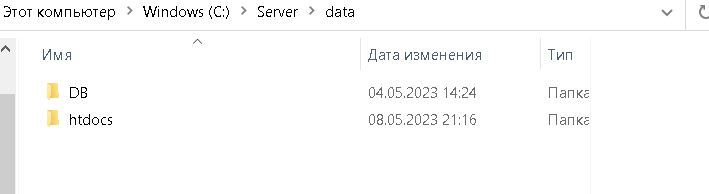 Этот компьютер > Windows (C:) > Server > data
Имя Дата изменения Тип
DB 04.05.2023 14:24 Папка
htdocs 08.05.2023 21:16 Папка